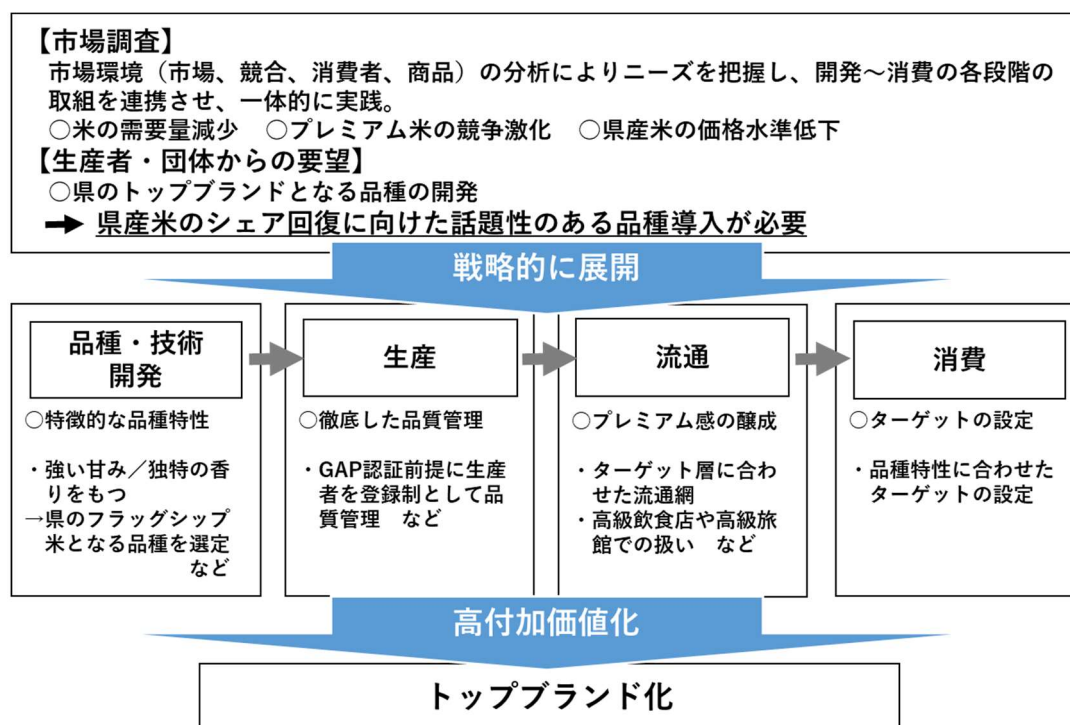 【市場調査】
市場環境（市場、競合、消費者、商品）の分析によりニーズを把握し、開発～消費の各段階の
取組を連携させ、一体的に実践。
○米の需要量減少　○プレミアム米の競争激化　○県産米の価格水準低下
【生産者・団体からの要望】
○県のトップブランドとなる品種の開発
県産米のシェア回復に向けた話題性のある品種導入が必要
戦略的に展開
品種・技術
開発
○特徴的な品種特性
・強い甘み／独特の香
りをもつ
→県のフラッグシップ
米となる品種を選定
など
生産
○徹底した品質管理
・GAP認証前提に生産
者を登録制として品
質管理　など
流通
○プレミアム感の醸成
・ターゲット層に合わ
せた流通網
・高級飲食店や高級旅
館での扱い　など
消費
○ターゲットの設定
・品種特性に合わせた
ターゲットの設定
高付加価値化
トップブランド化